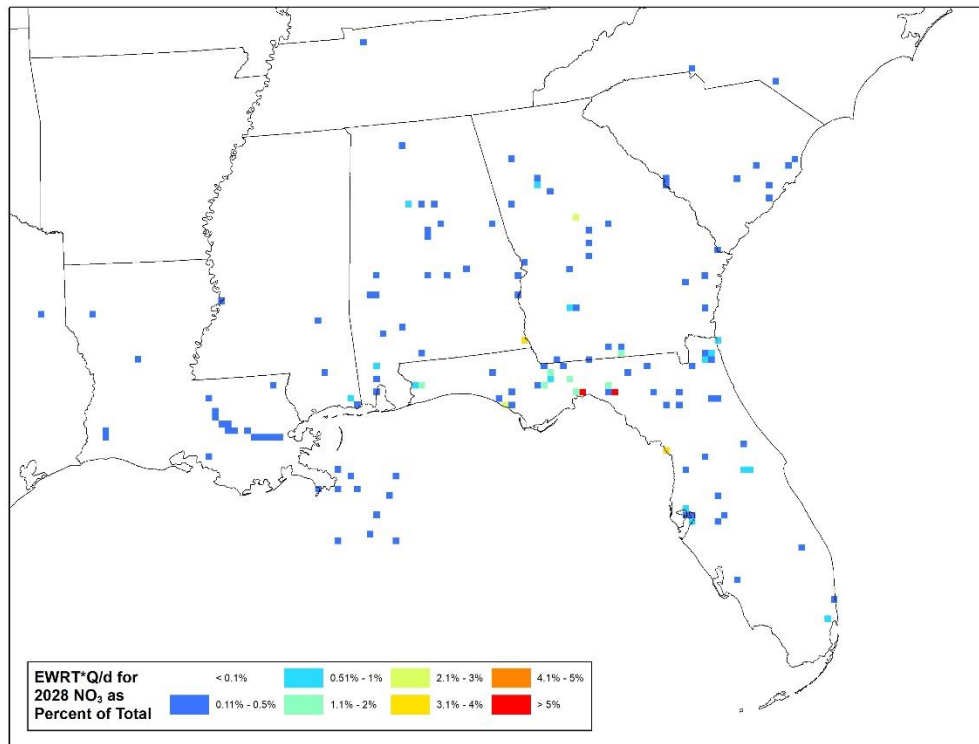 EWRT*Q/d for
2028 NO₃ as
Percent of Total
< 0.1%
0.11% - 0.5%
0.51% - 1%
1.1% - 2%
2.1% - 3%
3.1% - 4%
4.1% - 5%
> 5%